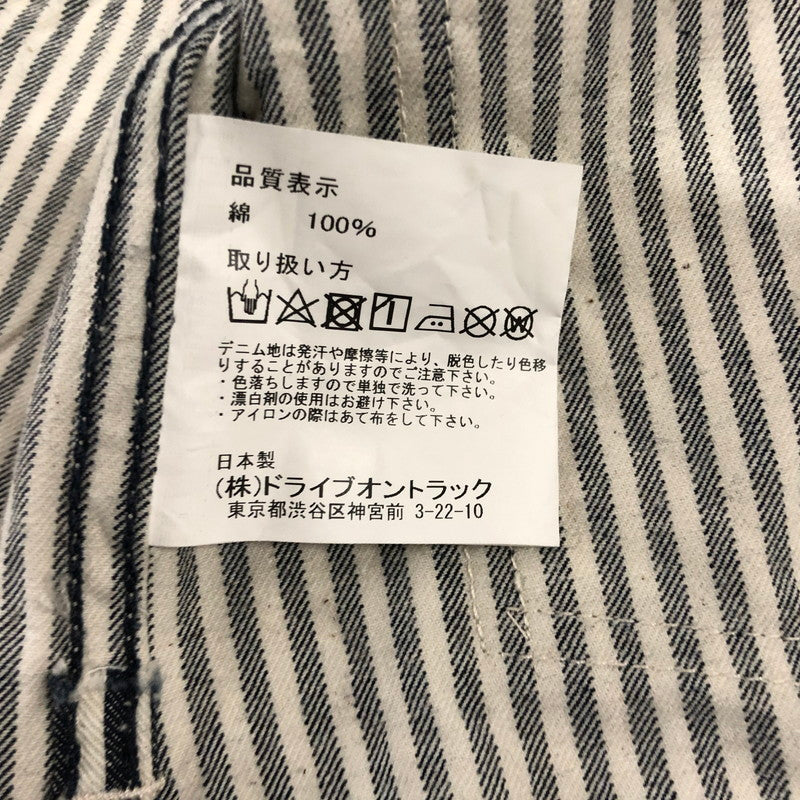 品質表示
綿 100%
取り扱い方
デニム地は発汗や摩擦等により、脱色したり色移
りすることがありますのでご注意下さい。
・色落ちしますので単独で洗って下さい。
・漂白剤の使用はお避け下さい。
・アイロンの際はあて布をして下さい。
日本製
(株)ドライブオントラック
東京都渋谷区神宮前 3-22-10